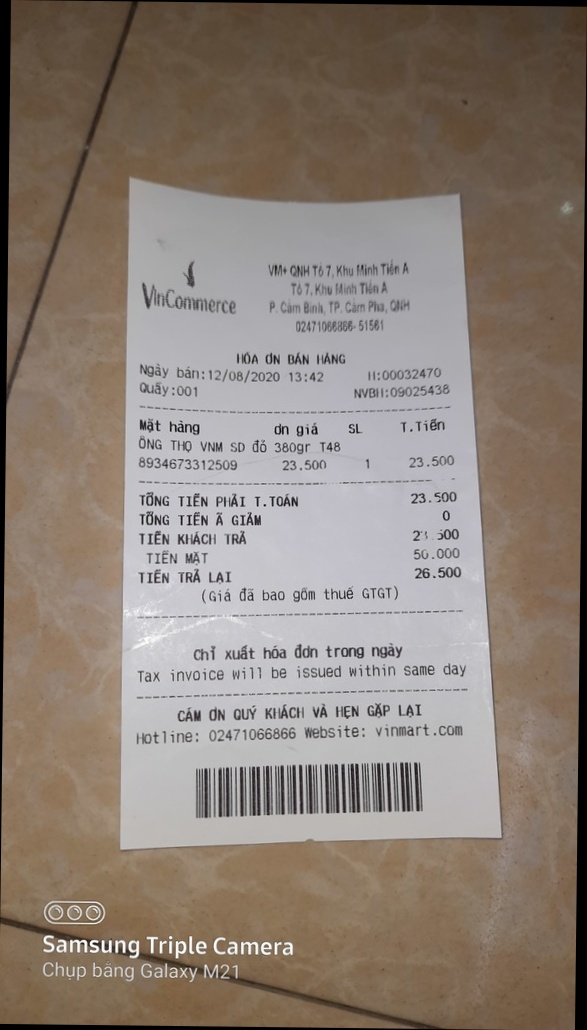 VinCommerce
VM+ QNH Tổ 7, Khu Minh Tiến A
Tổ 7, Khu Minh Tiến A
P. Cẩm Bình, TP. Cẩm Phả, QNH
02471066866-51561
HÓA ƠN BÁN HÀNG
Ngày bán:12/08/2020 13:42 H:00032470
Quầy:001 NVBH:09025438
Mặt hàng ơn giá SL T.Tiền
ÔNG THỌ VNM SD đỏ 380gr T48
8934673312509 23.500 1 23.500
TỔNG TIỀN PHẢI T.TOÁN 23.500
TỔNG TIỀN Ã GIẢM 0
TIỀN KHÁCH TRẢ
TIỀN MẶT 50.000
TIỀN TRẢ LẠI 26.500
(Giá đã bao gồm thuế GTGT)
Chỉ xuất hóa đơn trong ngày
Tax invoice will be issued within same day
CẢM ƠN QUÝ KHÁCH VÀ HẸN GẶP LẠI
Hotline: 02471066866 Website: vinmart.com
Samsung Triple Camera
Chụp bằng Galaxy M21